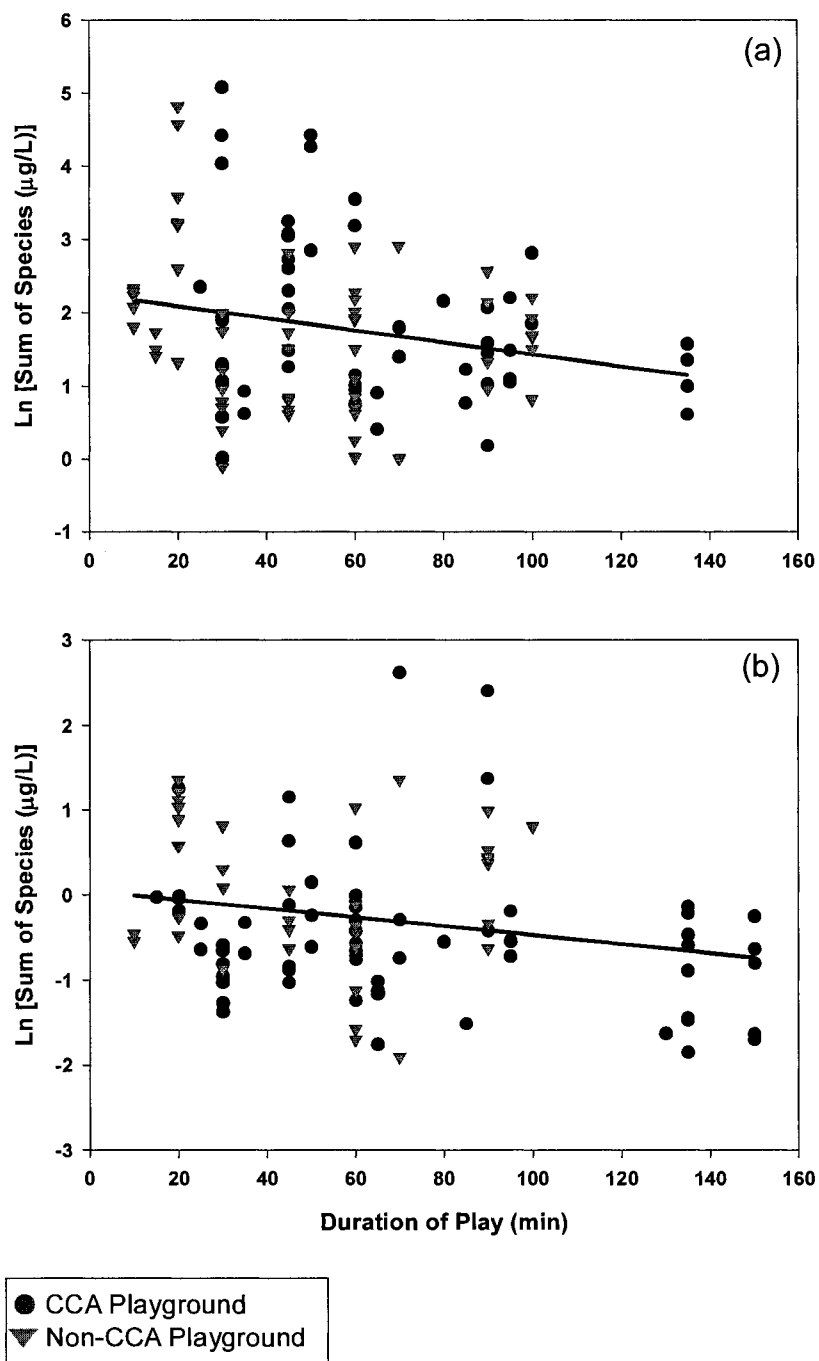 (a)
Ln [Sum of Species (µg/L)]
6
5
4
3
2
1
0
-1
0 20 40 60 80 100 120 140 160
(b)
Ln [Sum of Species (µg/L)]
3
2
1
0
-1
-2
-3
0 20 40 60 80 100 120 140 160
Duration of Play (min)
CCA Playground
Non-CCA Playground